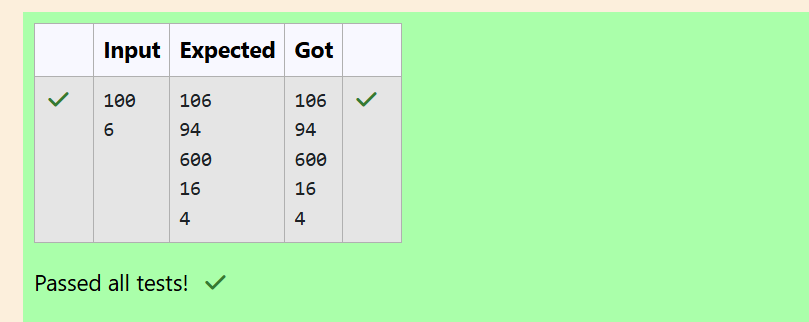 Input Expected Got
100 106 106
6 94 94
600 600
16 16
4 4
Passed all tests!